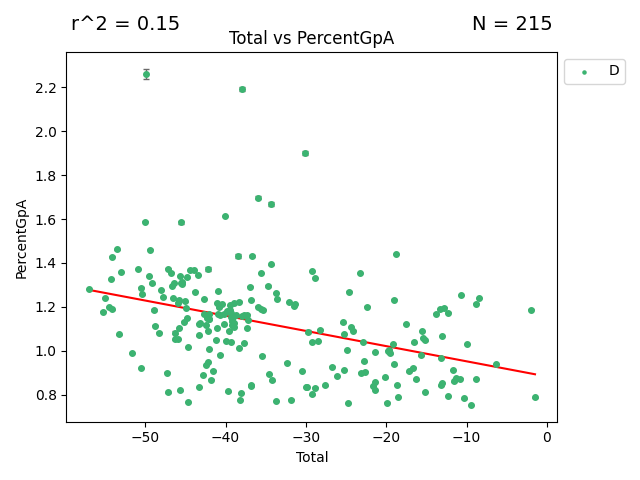 r^2 = 0.15 N = 215
Total vs PercentGpA
D
PercentGpA
2.2
2.0
1.8
1.6
1.4
1.2
1.0
0.8
−50 −40 −30 −20 −10 0
Total